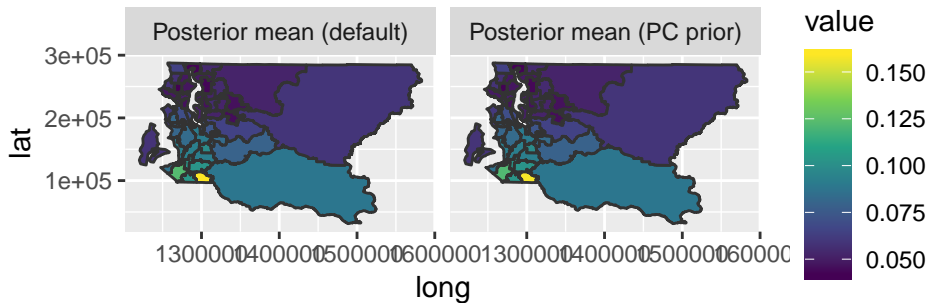 Posterior mean (default)
Posterior mean (PC prior)
value
3e+05
2e+05
1e+05
lat
0.150
0.125
0.100
0.075
0.050
1300000
1400000
1500000
1600000
1300000
1400000
1500000
160000
long